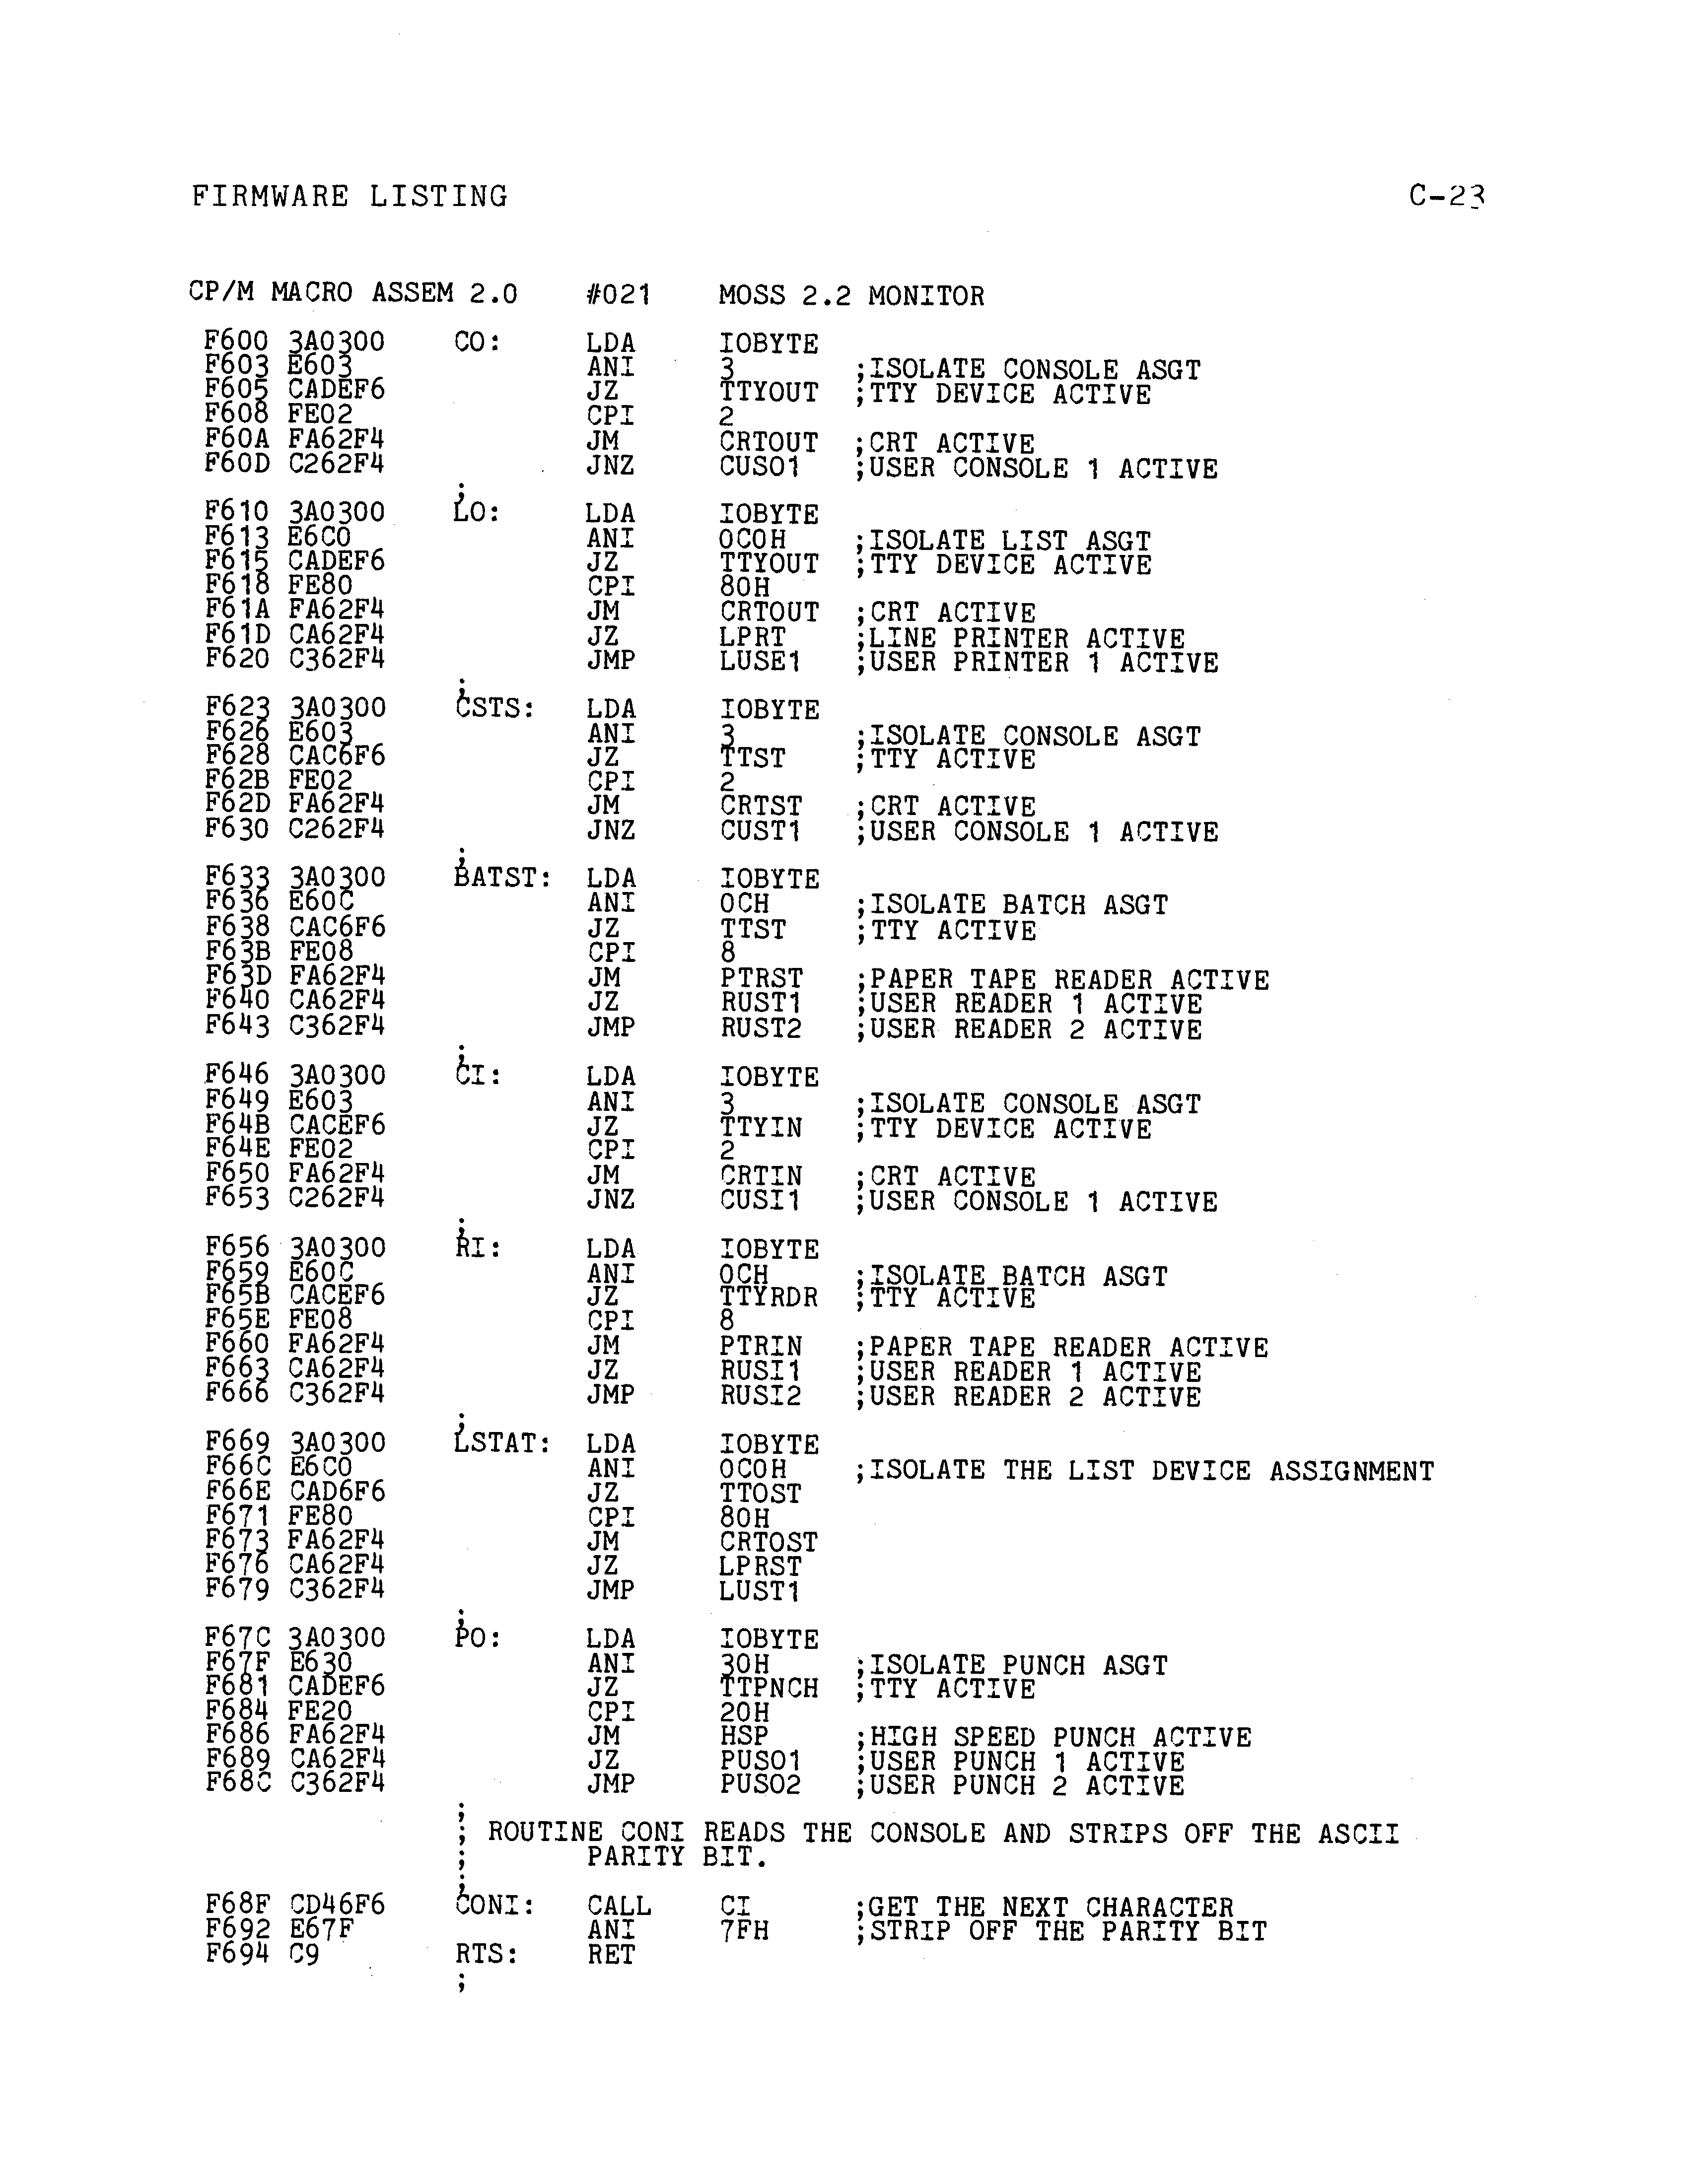 FIRMWARE LISTING C-23
CP/M MACRO ASSEM 2.0 #021 MOSS 2.2 MONITOR
F600 3A0300 CO: LDA IOBYTE
F603 E603 ANI 3 ;ISOLATE CONSOLE ASGT
F605 CADEF6 JZ TTYOUT ;TTY DEVICE ACTIVE
F608 FE02 CPI 2
F60A FA62F4 JM CRTOUT ;CRT ACTIVE
F60D C262F4 JNZ CUSO1 ;USER CONSOLE 1 ACTIVE
;
F610 3A0300 LO: LDA IOBYTE
F613 E6C0 ANI 0C0H ;ISOLATE LIST ASGT
F615 CADEF6 JZ TTYOUT ;TTY DEVICE ACTIVE
F618 FE80 CPI 80H
F61A FA62F4 JM CRTOUT ;CRT ACTIVE
F61D CA62F4 JZ LPRT ;LINE PRINTER ACTIVE
F620 C362F4 JMP LUSE1 ;USER PRINTER 1 ACTIVE
;
F623 3A0300 CSTS: LDA IOBYTE
F626 E603 ANI 3 ;ISOLATE CONSOLE ASGT
F628 CAC6F6 JZ TTST ;TTY ACTIVE
F62B FE02 CPI 2
F62D FA62F4 JM CRTST ;CRT ACTIVE
F630 C262F4 JNZ CUST1 ;USER CONSOLE 1 ACTIVE
;
F633 3A0300 BATST: LDA IOBYTE
F636 E60C ANI 0CH ;ISOLATE BATCH ASGT
F638 CAC6F6 JZ TTST ;TTY ACTIVE
F63B FE08 CPI 8
F63D FA62F4 JM PTRST ;PAPER TAPE READER ACTIVE
F640 CA62F4 JZ RUST1 ;USER READER 1 ACTIVE
F643 C362F4 JMP RUST2 ;USER READER 2 ACTIVE
;
F646 3A0300 CI: LDA IOBYTE
F649 E603 ANI 3 ;ISOLATE CONSOLE ASGT
F64B CACEF6 JZ TTYIN ;TTY DEVICE ACTIVE
F64E FE02 CPI 2
F650 FA62F4 JM CRTIN ;CRT ACTIVE
F653 C262F4 JNZ CUSI1 ;USER CONSOLE 1 ACTIVE
;
F656 3A0300 RI: LDA IOBYTE
F659 E60C ANI 0CH ;ISOLATE BATCH ASGT
F65B CACEF6 JZ TTYRDR ;TTY ACTIVE
F65E FE08 CPI 8
F660 FA62F4 JM PTRIN ;PAPER TAPE READER ACTIVE
F663 CA62F4 JZ RUSI1 ;USER READER 1 ACTIVE
F666 C362F4 JMP RUSI2 ;USER READER 2 ACTIVE
;
F669 3A0300 LSTAT: LDA IOBYTE
F66C E6C0 ANI 0C0H ;ISOLATE THE LIST DEVICE ASSIGNMENT
F66E CAD6F6 JZ TTOST
F671 FE80 CPI 80H
F673 FA62F4 JM CRTOST
F676 CA62F4 JZ LPRST
F679 C362F4 JMP LUST1
;
F67C 3A0300 PO: LDA IOBYTE
F67F E630 ANI 30H ;ISOLATE PUNCH ASGT
F681 CADEF6 JZ TTPNCH ;TTY ACTIVE
F684 FE20 CPI 20H
F686 FA62F4 JM HSP ;HIGH SPEED PUNCH ACTIVE
F689 CA62F4 JZ PUSO1 ;USER PUNCH 1 ACTIVE
F68C C362F4 JMP PUSO2 ;USER PUNCH 2 ACTIVE
;
; ROUTINE CONI READS THE CONSOLE AND STRIPS OFF THE ASCII
; PARITY BIT.
;
F68F CD46F6 CONI: CALL CI ;GET THE NEXT CHARACTER
F692 E67F ANI 7FH ;STRIP OFF THE PARITY BIT
F694 C9 RTS: RET
;